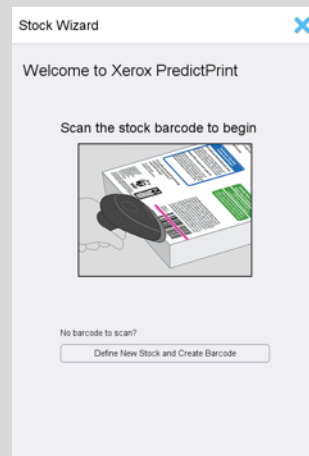 Stock Wizard
Welcome to Xerox PredictPrint
Scan the stock barcode to begin
No barcode to scan?
Define New Stock and Create Barcode